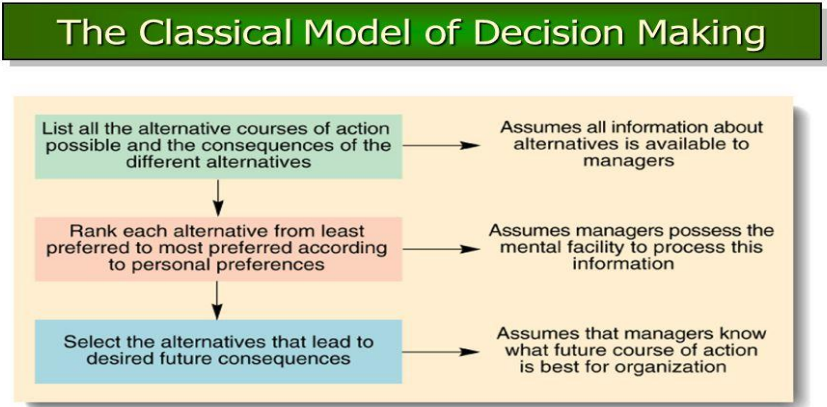 The Classical Model of Decision Making
List all the alternative courses of action
possible and the consequences of the
different alternatives
Assumes all information about
alternatives is available to
managers
Rank each alternative from least
preferred to most preferred according
to personal preferences
Assumes managers possess the
mental facility to process this
information
Select the alternatives that lead to
desired future consequences
Assumes that managers know
what future course of action
is best for organization